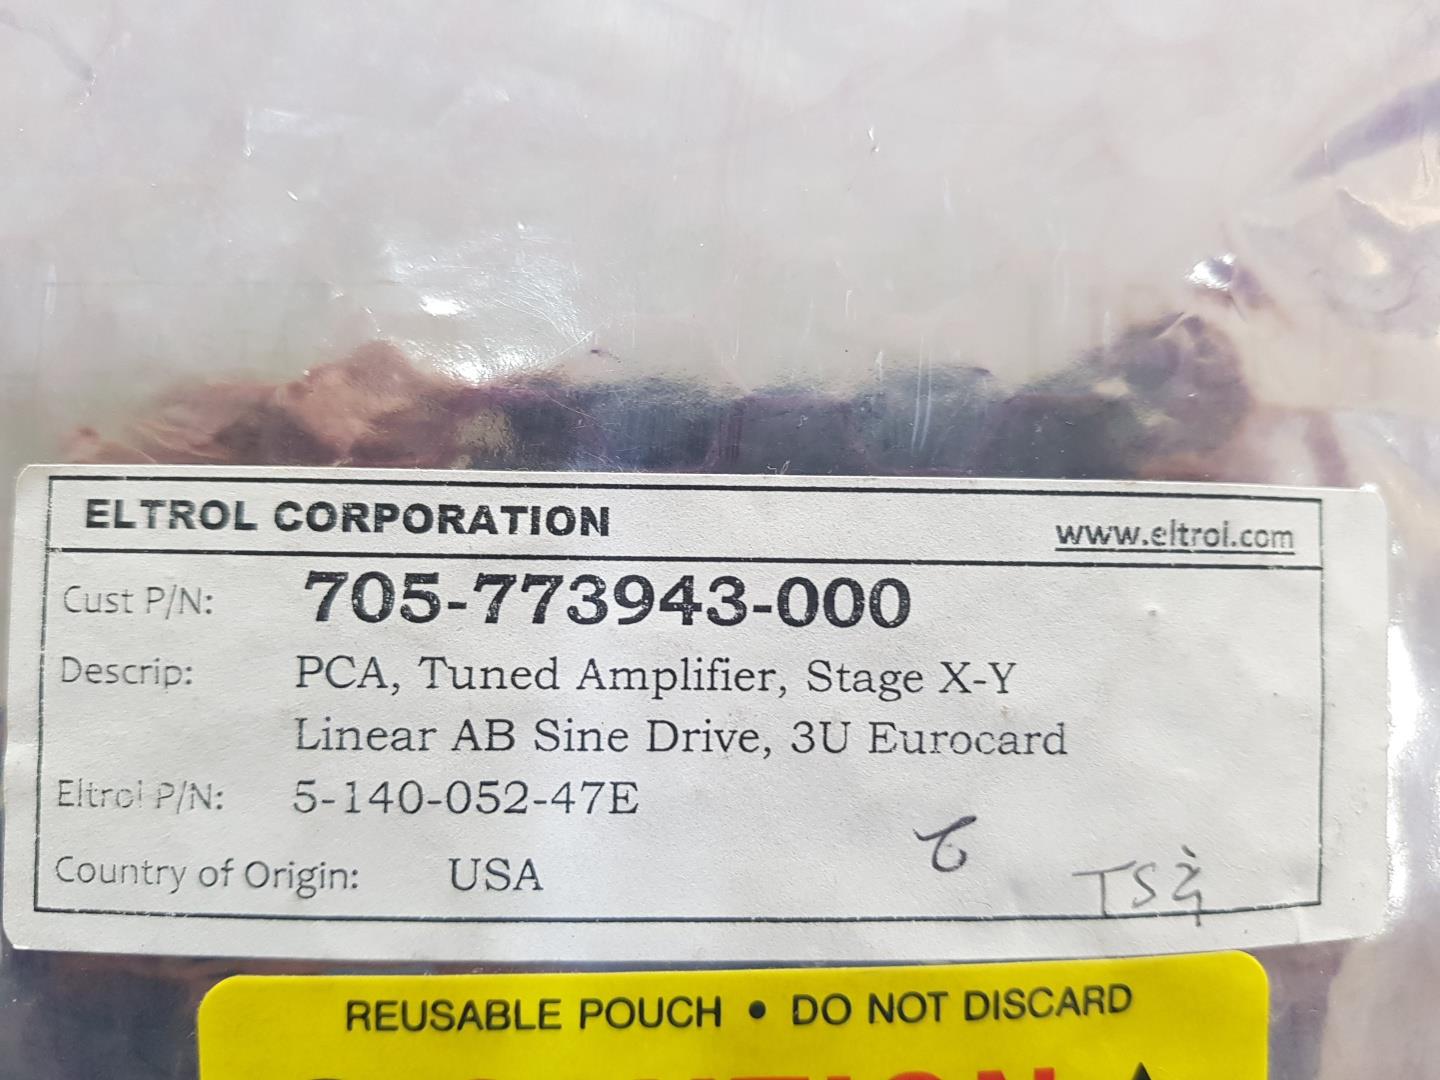 ELTROL CORPORATION
www.eltrol.com
Cust P/N: 705-773943-000
Descrip: PCA, Tuned Amplifier, Stage X-Y
Linear AB Sine Drive, 3U Eurocard
Eltrol P/N: 5-140-052-47E
Country of Origin: USA
TS
REUSABLE POUCH • DO NOT DISCARD